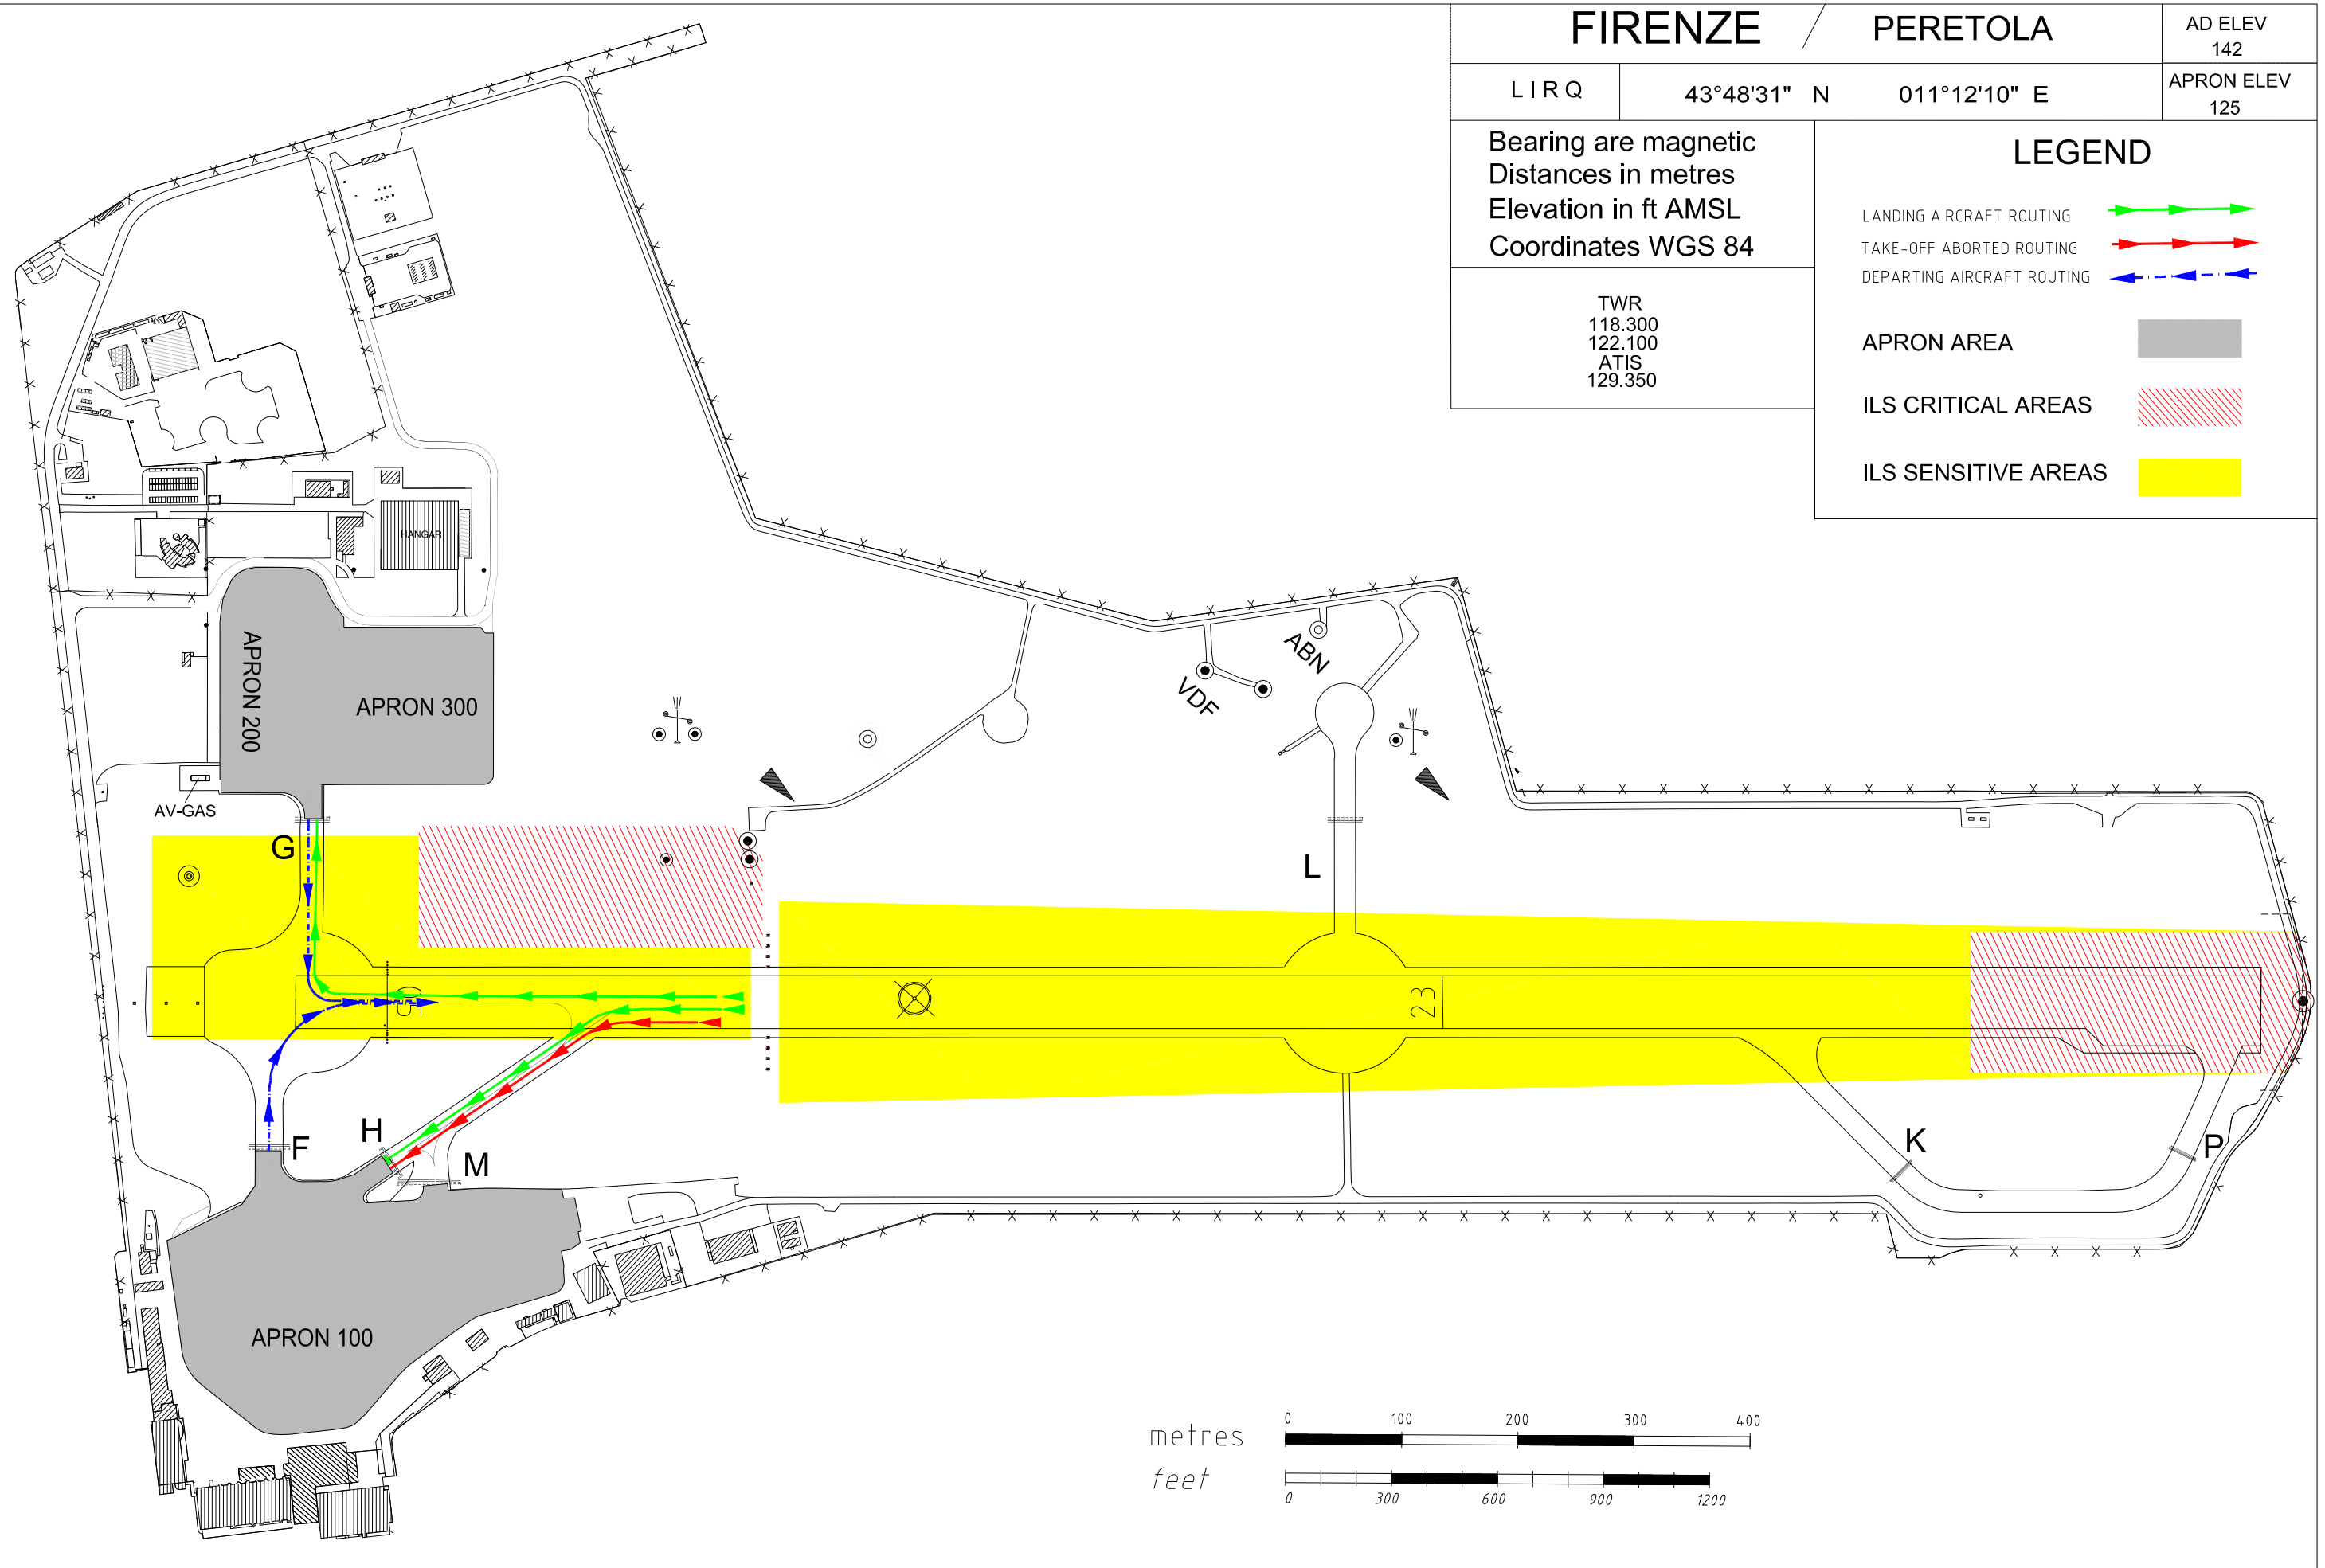 FIRENZE / PERETOLA
AD ELEV
142
LIRQ
43°48'31" N 011°12'10" E
APRON ELEV
125
Bearing are magnetic
Distances in metres
Elevation in ft AMSL
Coordinates WGS 84
TWR
118.300
122.100
ATIS
129.350
LEGEND
LANDING AIRCRAFT ROUTING
TAKE-OFF ABORTED ROUTING
DEPARTING AIRCRAFT ROUTING
APRON AREA
ILS CRITICAL AREAS
ILS SENSITIVE AREAS
HANGAR
APRON 200
APRON 300
AV-GAS
ABN
VDF
G
L
23
05
F
H
M
K
P
APRON 100
metres
0 100 200 300 400
feet
0 300 600 900 1200